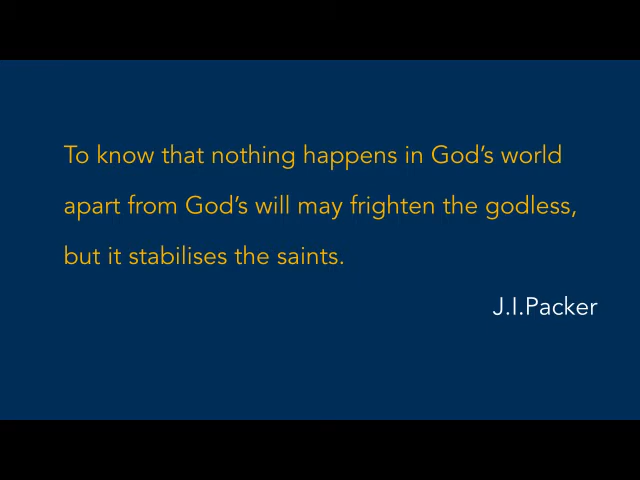 To know that nothing happens in God's world
apart from God's will may frighten the godless,
but it stabilises the saints.
J.I.Packer